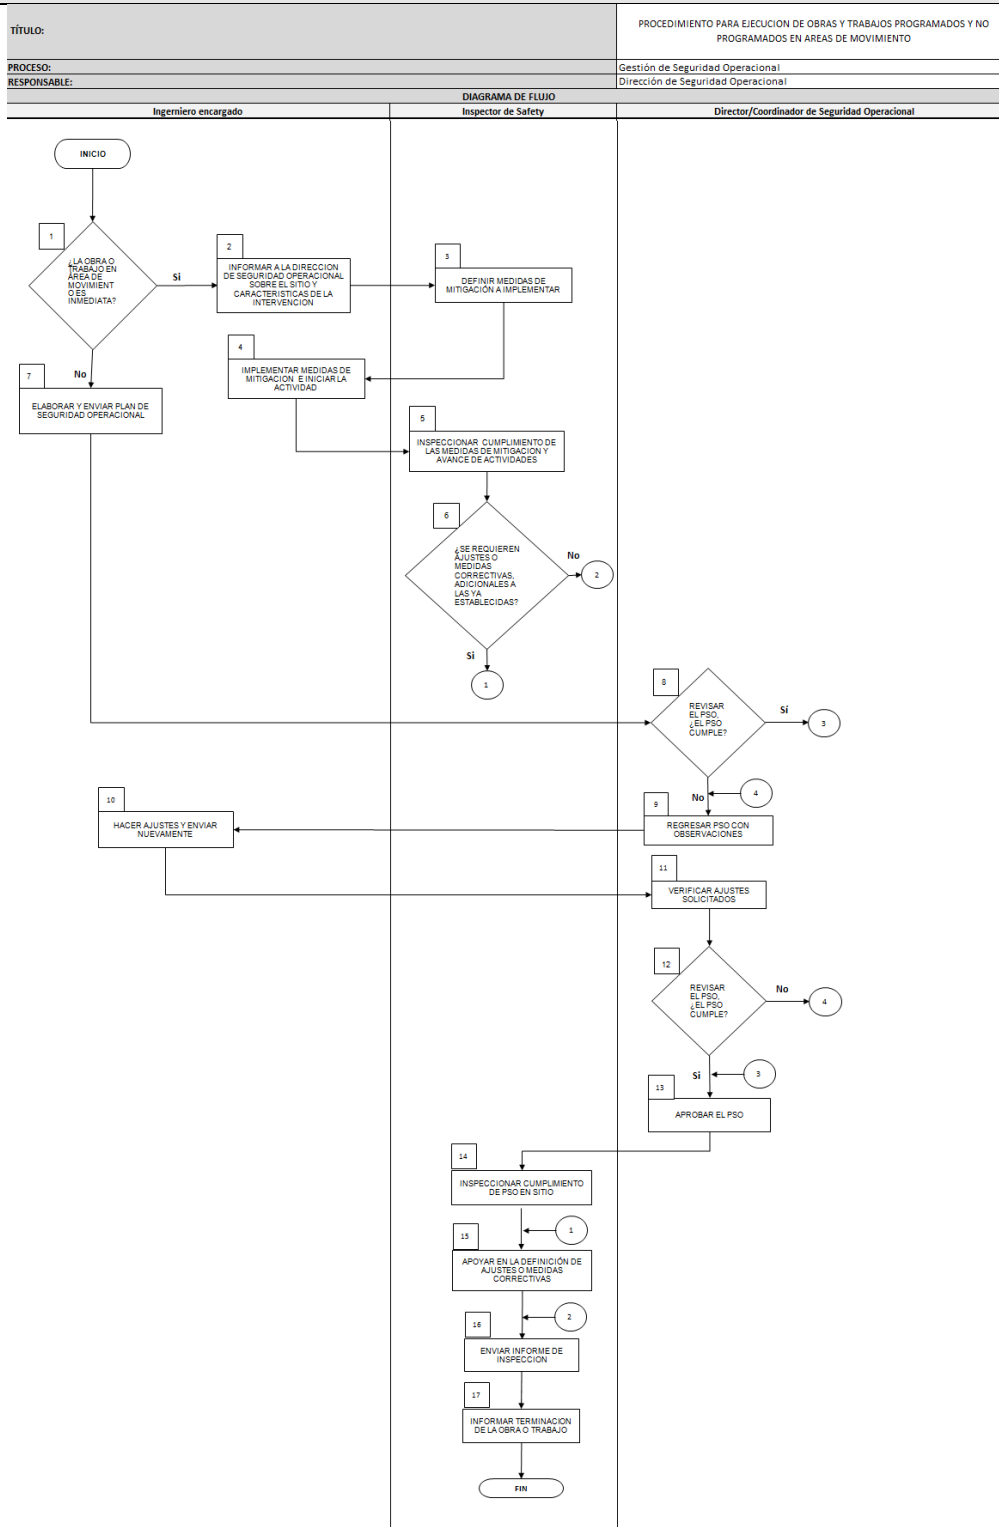 TÍTULO:
PROCEDIMIENTO PARA EJECUCION DE OBRAS Y TRABAJOS PROGRAMADOS Y NO
PROGRAMADOS EN AREAS DE MOVIMIENTO
PROCESO:
Gestión de Seguridad Operacional
RESPONSABLE:
Dirección de Seguridad Operacional
DIAGRAMA DE FLUJO
Ingerniero encargado
Inspector de Safety
Director/Coordinador de Seguridad Operacional
INICIO
1
¿LA OBRA O
TRABAJO EN
ÁREA DE
MOVIMIENT
O ES
INMEDIATA?
Si
2
INFORMAR A LA DIRECCION
DE SEGURIDAD OPERACIONAL
SOBRE EL SITIO Y
CARACTERISTICAS DE LA
INTERVENCION
3
DEFINIR MEDIDAS DE
MITIGACIÓN A IMPLEMENTAR
4
IMPLEMENTAR MEDIDAS DE
MITIGACION E INICIAR LA
ACTIVIDAD
No
7
ELABORAR Y ENVIAR PLAN DE
SEGURIDAD OPERACIONAL
5
INSPECCIONAR CUMPLIMIENTO DE
LAS MEDIDAS DE MITIGACION Y
AVANCE DE ACTIVIDADES
6
¿SE REQUIEREN
AJUSTES O
MEDIDAS
CORRECTIVAS,
ADICIONALES A
LAS YA
ESTABLECIDAS?
No
2
Si
1
8
REVISAR
EL PSO,
¿EL PSO
CUMPLE?
Sí
3
No
4
9
REGRESAR PSO CON
OBSERVACIONES
10
HACER AJUSTES Y ENVIAR
NUEVAMENTE
11
VERIFICAR AJUSTES
SOLICITADOS
12
REVISAR
EL PSO,
¿EL PSO
CUMPLE?
No
4
Si
3
13
APROBAR EL PSO
14
INSPECCIONAR CUMPLIMIENTO
DE PSO EN SITIO
1
15
APOYAR EN LA DEFINICIÓN DE
AJUSTES O MEDIDAS
CORRECTIVAS
2
16
ENVIAR INFORME DE
INSPECCION
17
INFORMAR TERMINACION
DE LA OBRA O TRABAJO
FIN